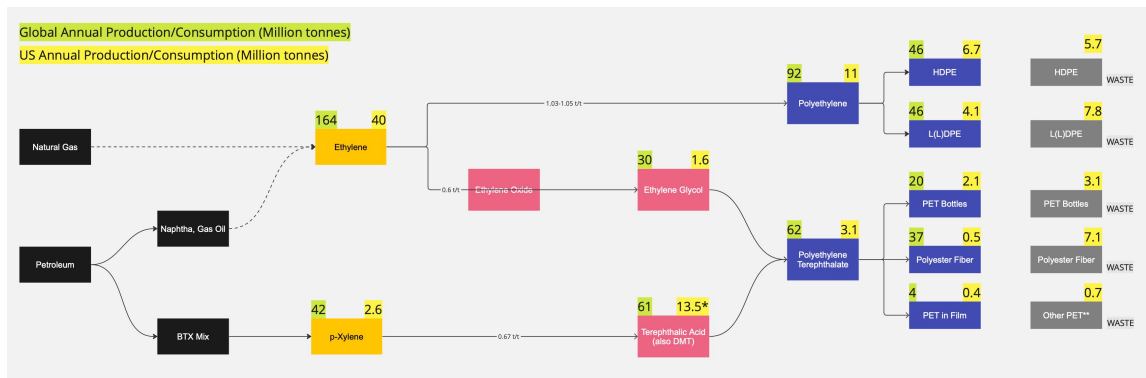 Global Annual Production/Consumption (Million tonnes)
US Annual Production/Consumption (Million tonnes)
46 6.7
HDPE
5.7
HDPE
WASTE
92 11
Polyethylene
1.03-1.05 t/t
164 40
Ethylene
Natural Gas
46 4.1
L(L)DPE
7.8
L(L)DPE
WASTE
0.6 t/t
Ethylene Oxide
30 1.6
Ethylene Glycol
20 2.1
PET Bottles
3.1
PET Bottles
WASTE
Naphtha, Gas Oil
Petroleum
62 3.1
Polyethylene
Terephthalate
37 0.5
Polyester Fiber
7.1
Polyester Fiber
WASTE
BTX Mix
42 2.6
p-Xylene
0.67 t/t
61 13.5*
Terephthalic Acid
(also DMT)
4 0.4
PET in Film
0.7
Other PET**
WASTE